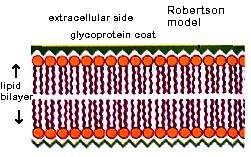 Robertson
model
extracellular side
glycoprotein coat
lipid
bilayer